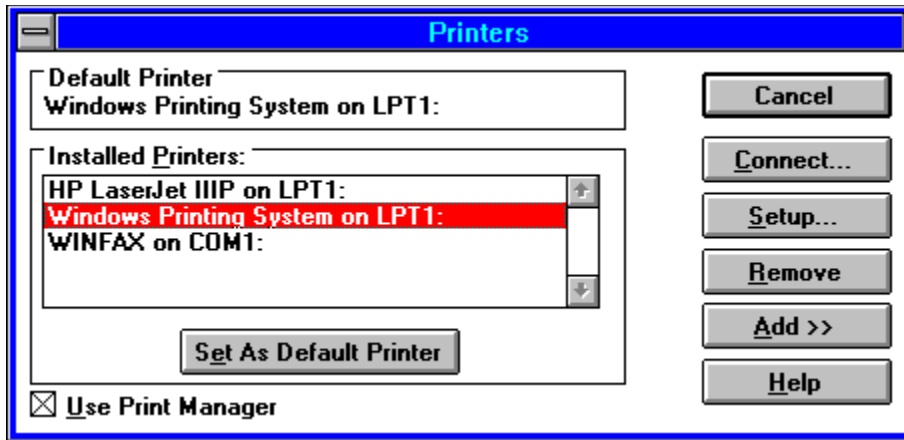 Printers
Default Printer
Windows Printing System on LPT1:
Installed Printers:
HP LaserJet IIIP on LPT1:
Windows Printing System on LPT1:
WINFAX on COM1:
Set As Default Printer
Use Print Manager
Cancel
Connect...
Setup...
Remove
Add >>
Help